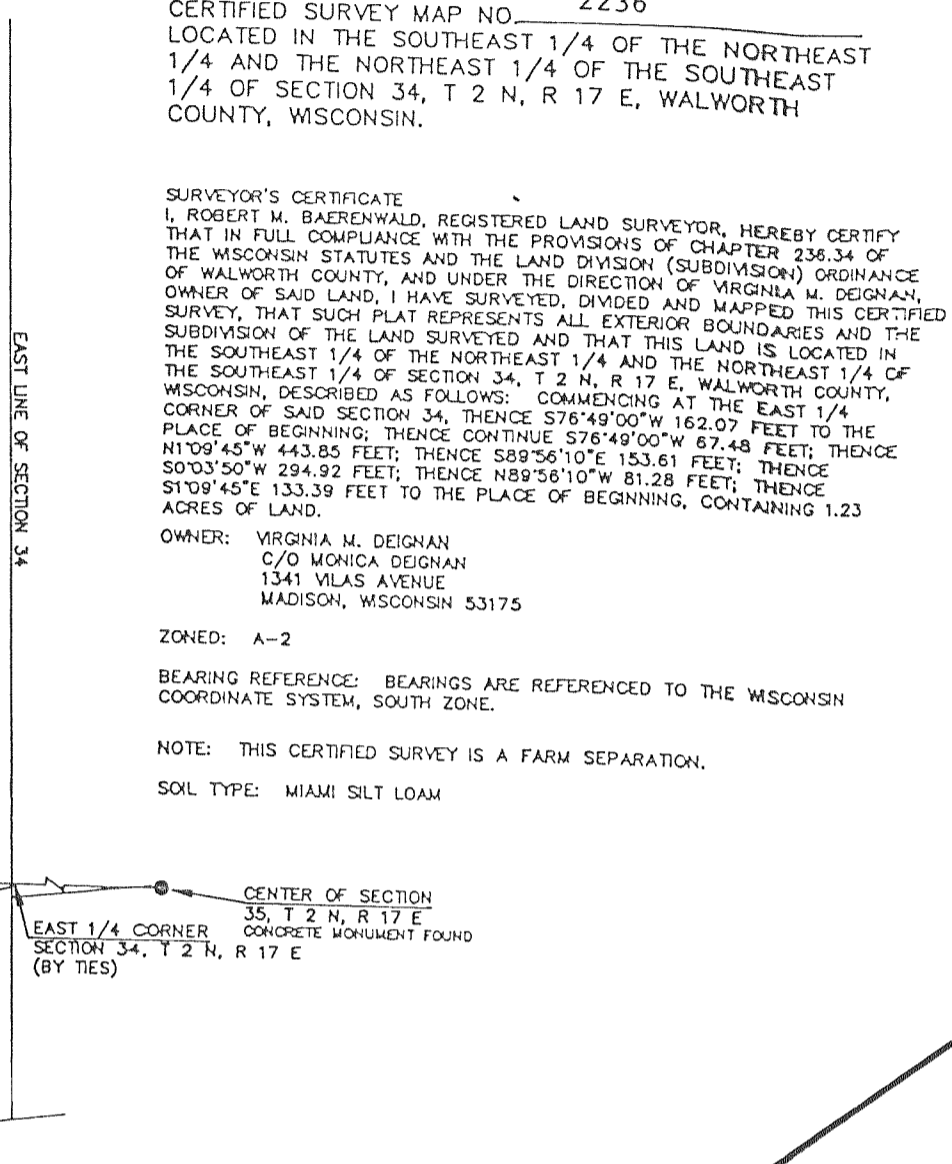 CERTIFIED SURVEY MAP NO. 2236
LOCATED IN THE SOUTHEAST 1/4 OF THE NORTHEAST
1/4 AND THE NORTHEAST 1/4 OF THE SOUTHEAST
1/4 OF SECTION 34, T 2 N, R 17 E, WALWORTH
COUNTY, WISCONSIN.
SURVEYOR'S CERTIFICATE
I, ROBERT M. BAERENWALD, REGISTERED LAND SURVEYOR, HEREBY CERTIFY
THAT IN FULL COMPLIANCE WITH THE PROVISIONS OF CHAPTER 236.34 OF
THE WISCONSIN STATUTES AND THE LAND DIVISION (SUBDIVISION) ORDINANCE
OF WALWORTH COUNTY, AND UNDER THE DIRECTION OF VIRGINIA M. DEIGNAN,
OWNER OF SAID LAND, I HAVE SURVEYED, DIVIDED AND MAPPED THIS CERTIFIED
SURVEY, THAT SUCH PLAT REPRESENTS ALL EXTERIOR BOUNDARIES AND THE
SUBDIVISION OF THE LAND SURVEYED AND THAT THIS LAND IS LOCATED IN
THE SOUTHEAST 1/4 OF THE NORTHEAST 1/4 AND THE NORTHEAST 1/4 OF
THE SOUTHEAST 1/4 OF SECTION 34, T 2 N, R 17 E, WALWORTH COUNTY,
WISCONSIN, DESCRIBED AS FOLLOWS: COMMENCING AT THE EAST 1/4
CORNER OF SAID SECTION 34, THENCE S76°49'00"W 162.07 FEET TO THE
PLACE OF BEGINNING; THENCE CONTINUE S76°49'00"W 67.48 FEET; THENCE
N1°09'45"W 443.85 FEET; THENCE S89°56'10"E 153.61 FEET; THENCE
S0°03'50"W 294.92 FEET; THENCE N89°56'10"W 81.28 FEET; THENCE
S1°09'45"E 133.39 FEET TO THE PLACE OF BEGINNING, CONTAINING 1.23
ACRES OF LAND.
OWNER: VIRGINIA M. DEIGNAN
C/O MONICA DEIGNAN
1341 VILAS AVENUE
MADISON, WISCONSIN 53175
ZONED: A-2
BEARING REFERENCE: BEARINGS ARE REFERENCED TO THE WISCONSIN
COORDINATE SYSTEM, SOUTH ZONE.
NOTE: THIS CERTIFIED SURVEY IS A FARM SEPARATION.
SOIL TYPE: MIAMI SILT LOAM
EAST LINE OF SECTION 34
CENTER OF SECTION
35, T 2 N, R 17 E
CONCRETE MONUMENT FOUND
EAST 1/4 CORNER
SECTION 34, T 2 N, R 17 E
(BY TIES)